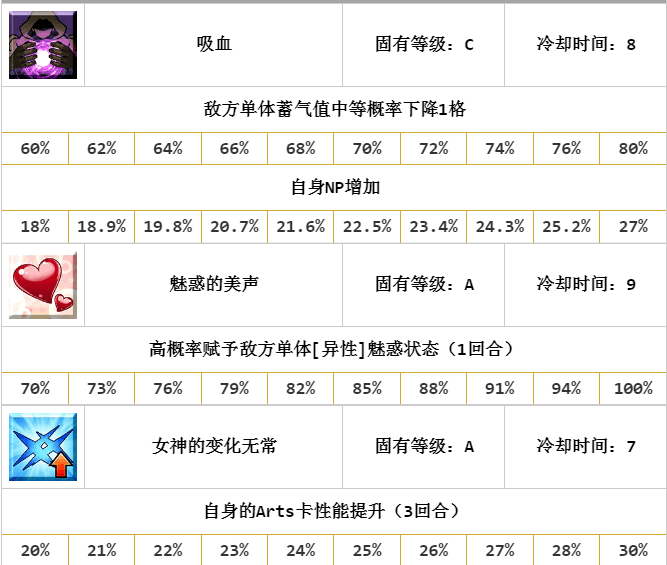 吸血 固有等级：C 冷却时间：8
敌方单体蓄气值中等概率下降1格
60% 62% 64% 66% 68% 70% 72% 74% 76% 80%
自身NP增加
18% 18.9% 19.8% 20.7% 21.6% 22.5% 23.4% 24.3% 25.2% 27%
魅惑的美声 固有等级：A 冷却时间：9
高概率赋予敌方单体[异性]魅惑状态（1回合）
70% 73% 76% 79% 82% 85% 88% 91% 94% 100%
女神的变化无常 固有等级：A 冷却时间：7
自身的Arts卡性能提升（3回合）
20% 21% 22% 23% 24% 25% 26% 27% 28% 30%